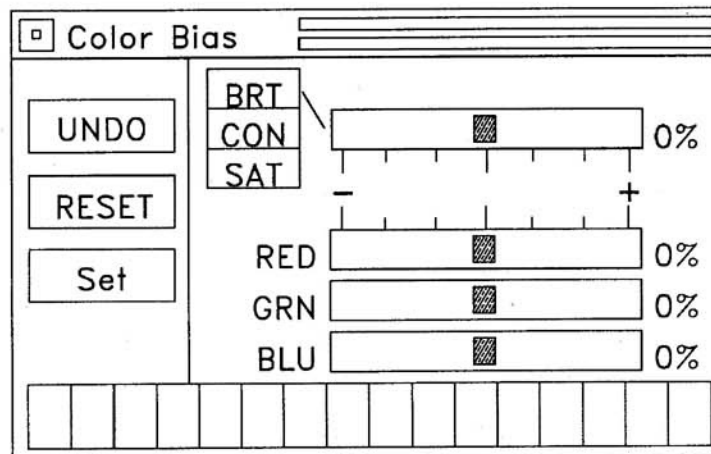 Color Bias
UNDO
RESET
Set
BRT
CON
SAT
0%
- +
RED 0%
GRN 0%
BLU 0%